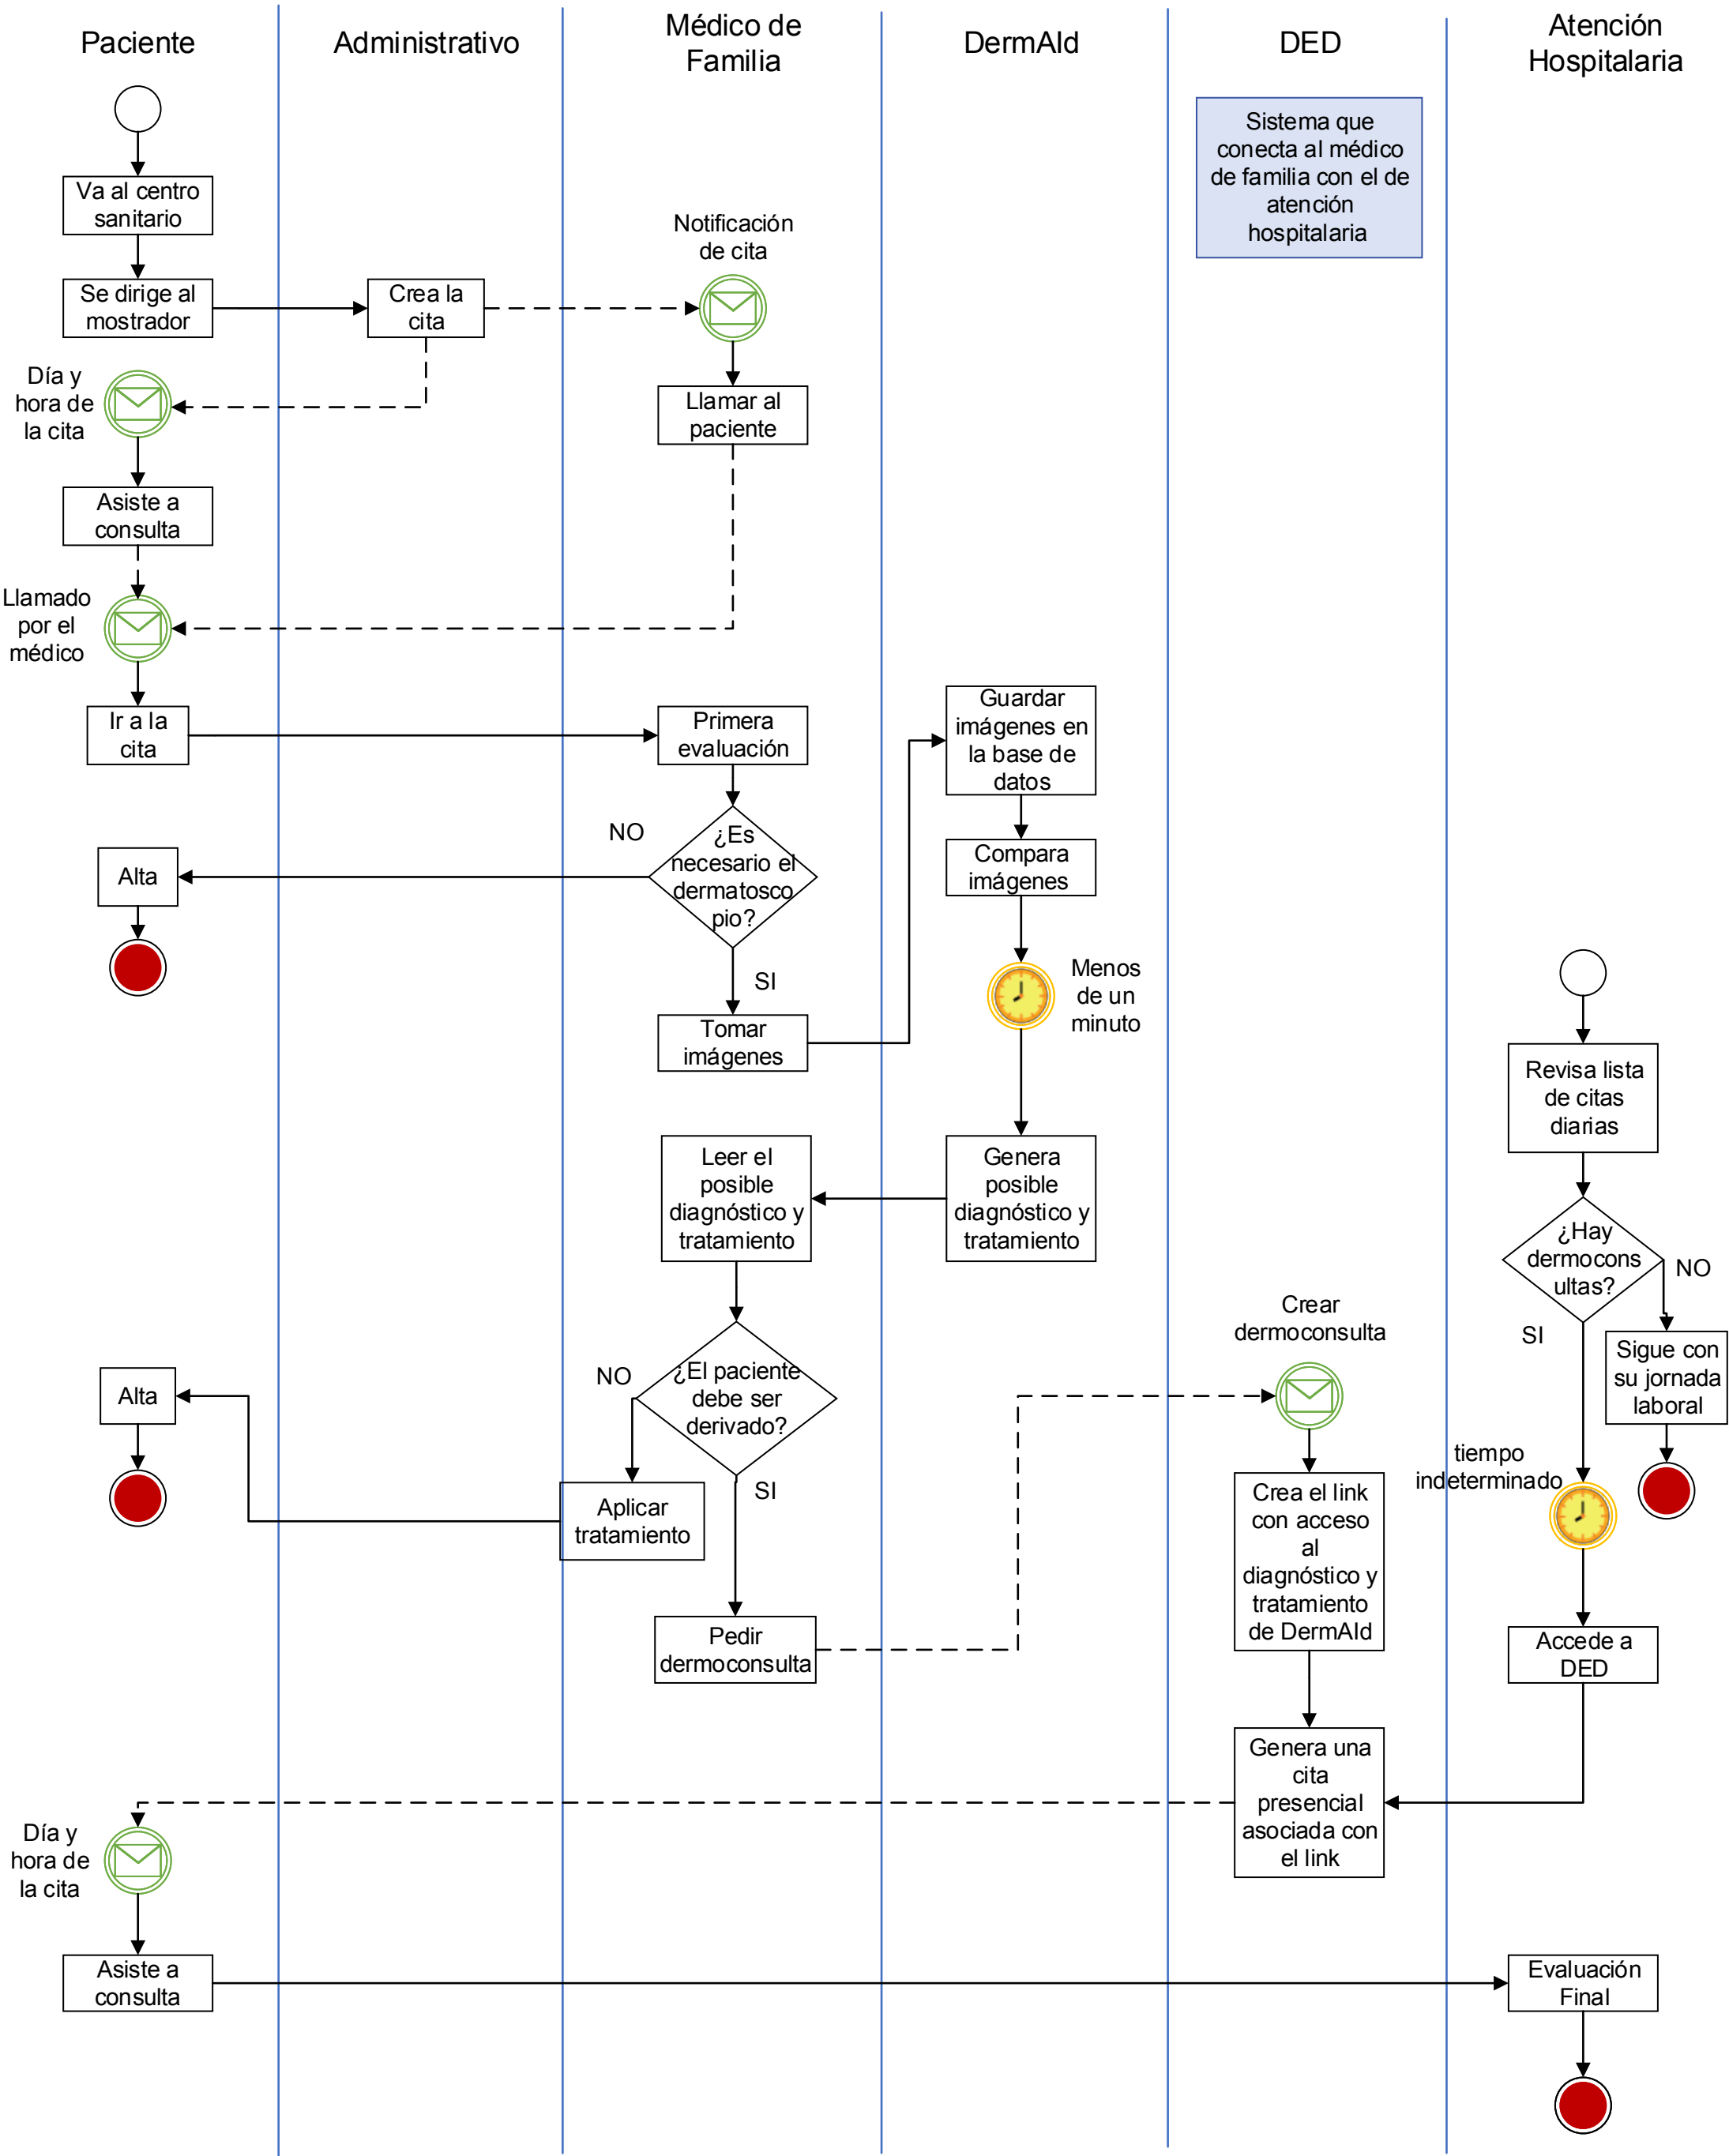 Paciente
Administrativo
Médico de
Familia
DermAId
DED
Atención
Hospitalaria
Sistema que
conecta al médico
de familia con el de
atención
hospitalaria
Va al centro
sanitario
Notificación
de cita
Se dirige al
mostrador
Crea la
cita
Día y
hora de
la cita
Llamar al
paciente
Asiste a
consulta
Llamado
por el
médico
Ir a la
cita
Primera
evaluación
Guardar
imágenes en
la base de
datos
NO
¿Es
necesario el
dermatosco
pio?
Alta
Compara
imágenes
SI
Menos
de un
minuto
Tomar
imágenes
Revisa lista
de citas
diarias
Leer el
posible
diagnóstico y
tratamiento
Genera
posible
diagnóstico y
tratamiento
¿Hay
dermocons
ultas?
NO
SI
Crear
dermoconsulta
Sigue con
su jornada
laboral
NO
¿El paciente
debe ser
derivado?
Alta
SI
tiempo
indeterminado
Aplicar
tratamiento
Crea el link
con acceso
al
diagnóstico y
tratamiento
de DermAId
Pedir
dermoconsulta
Accede a
DED
Genera una
cita
presencial
asociada con
el link
Día y
hora de
la cita
Asiste a
consulta
Evaluación
Final